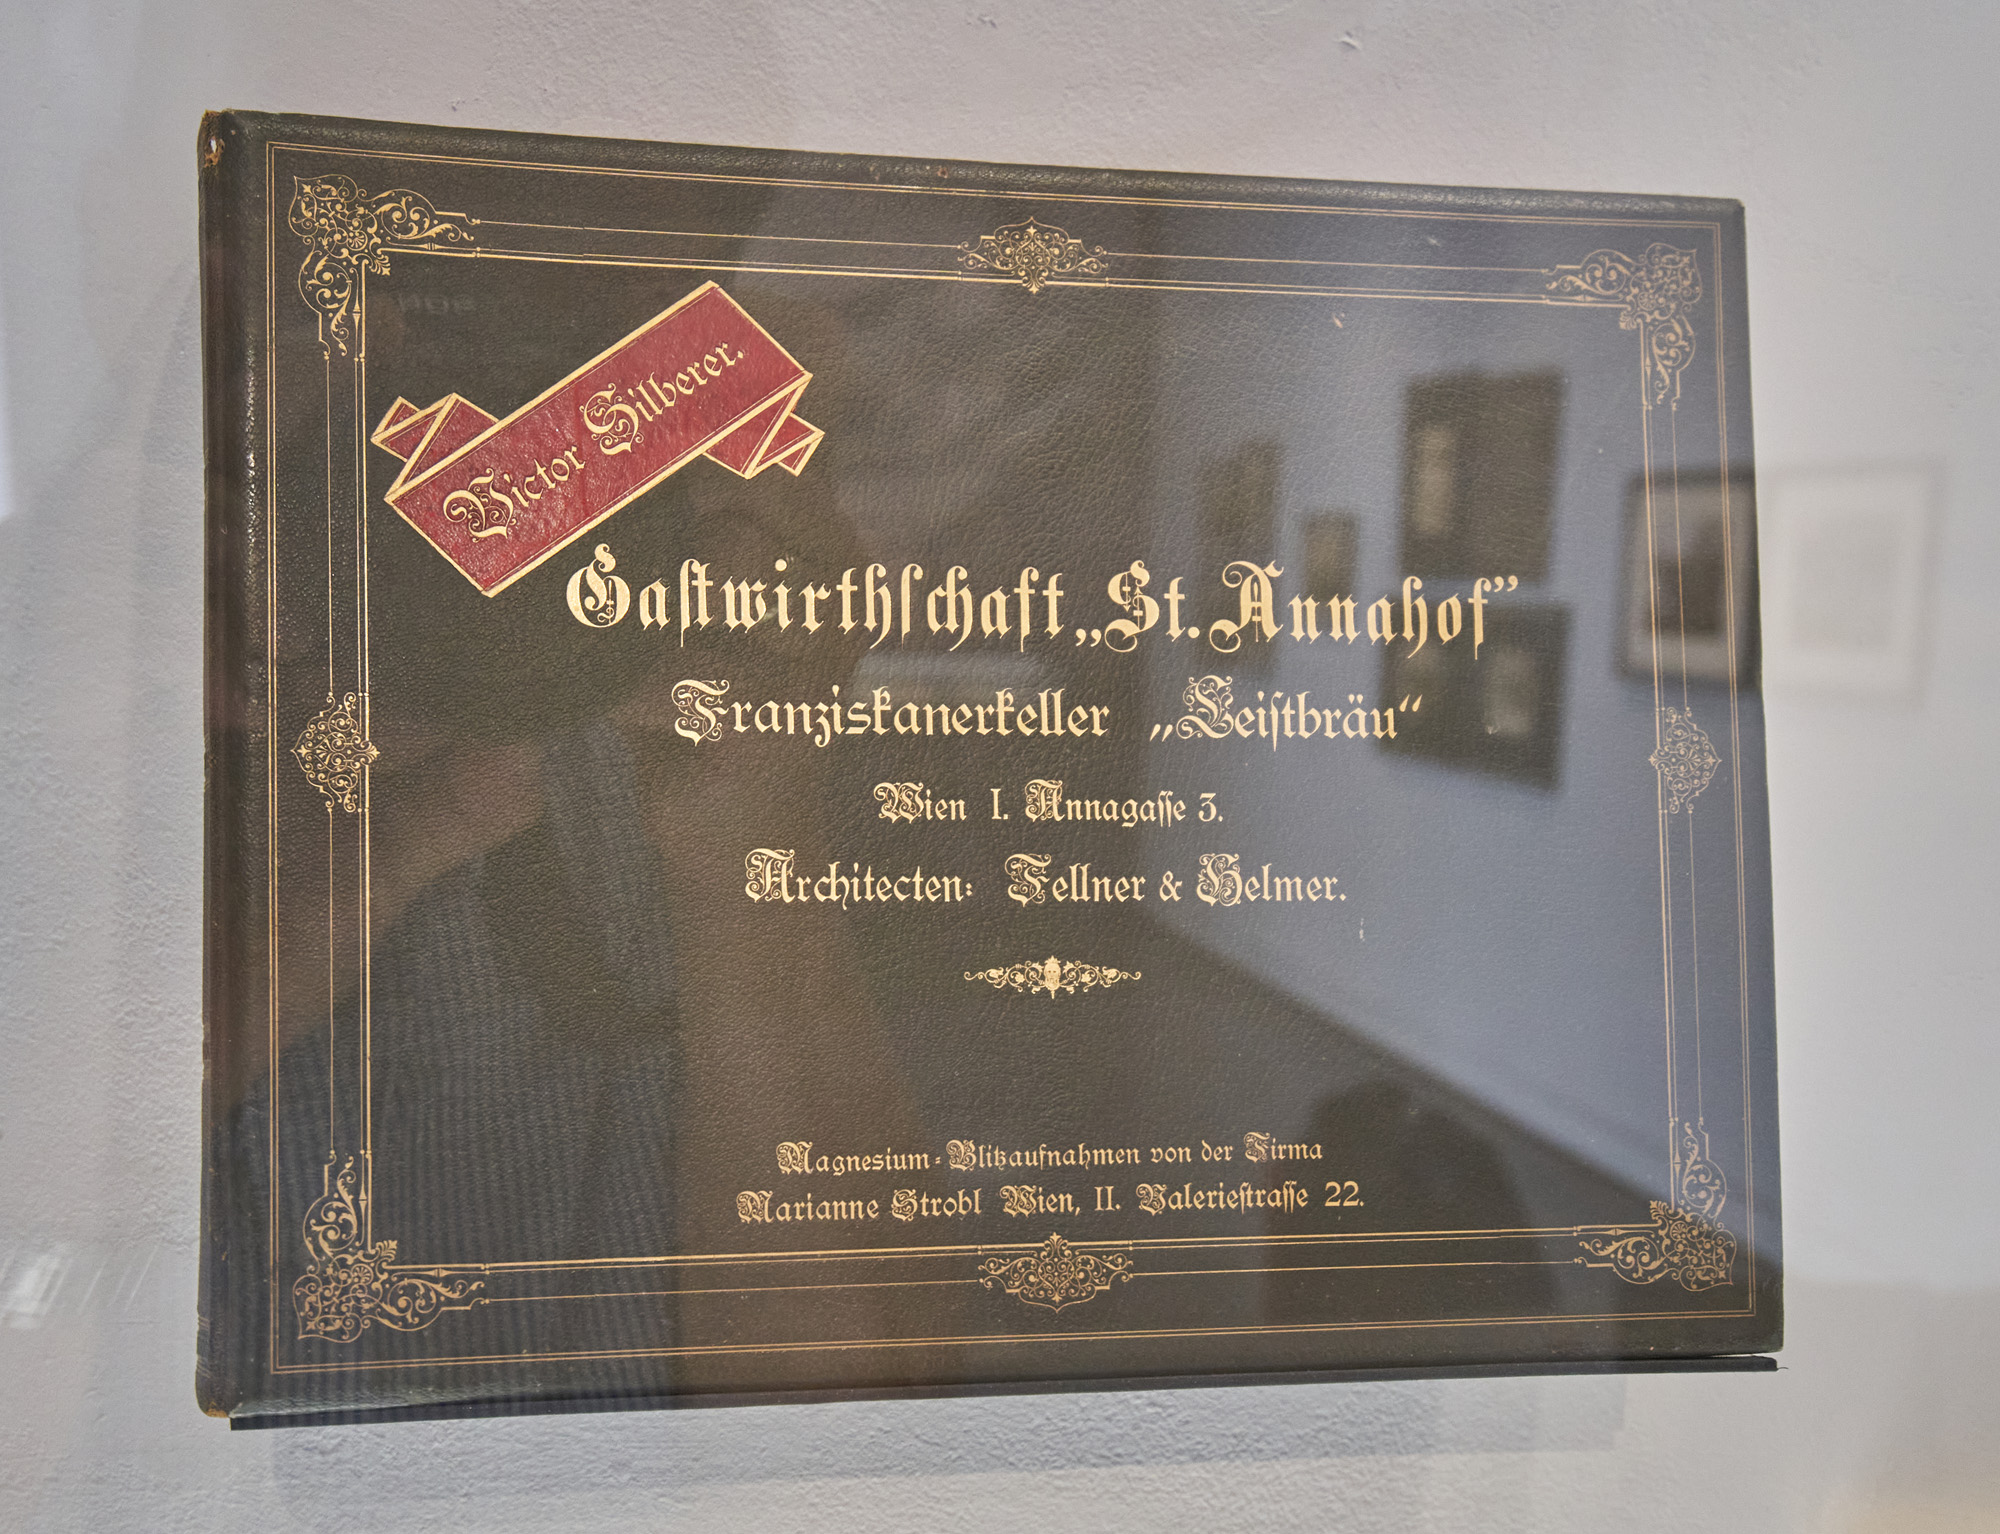 Victor Silberer.
Gastwirthschaft „St. Annahof”
Franziskanerkeller „Leistbräu“
Wien I. Annagasse 3.
Architecten: Fellner & Helmer.
Magnesium-Blitzaufnahmen von der Firma
Marianne Strobl Wien, II. Valeriestrasse 22.